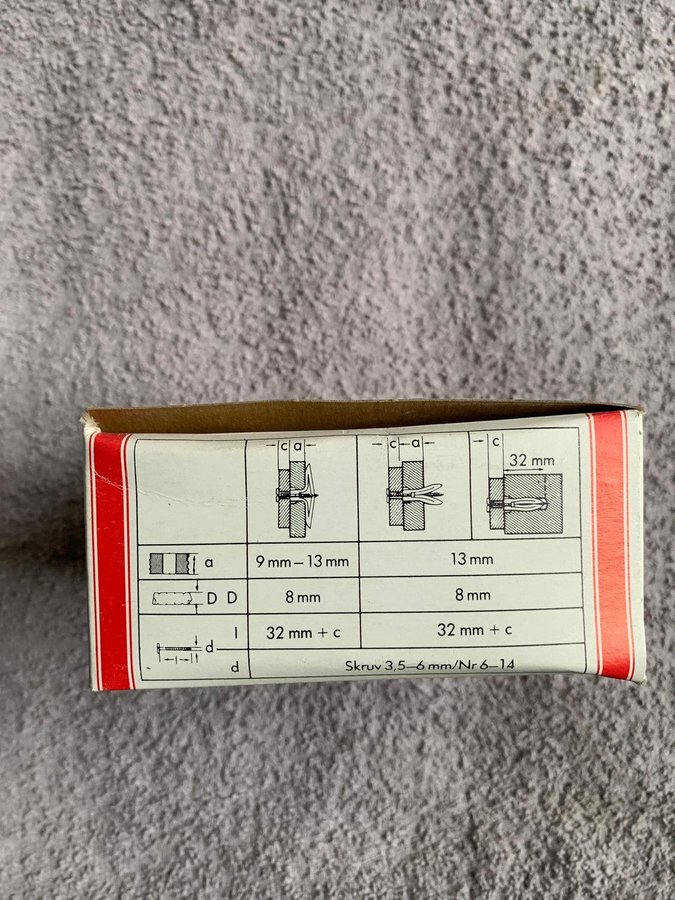 c a c a c
32 mm
a 9 mm – 13 mm 13 mm
D D 8 mm 8 mm
l 32 mm + c 32 mm + c
d l
d Skruv 3,5–6 mm/Nr 6–14